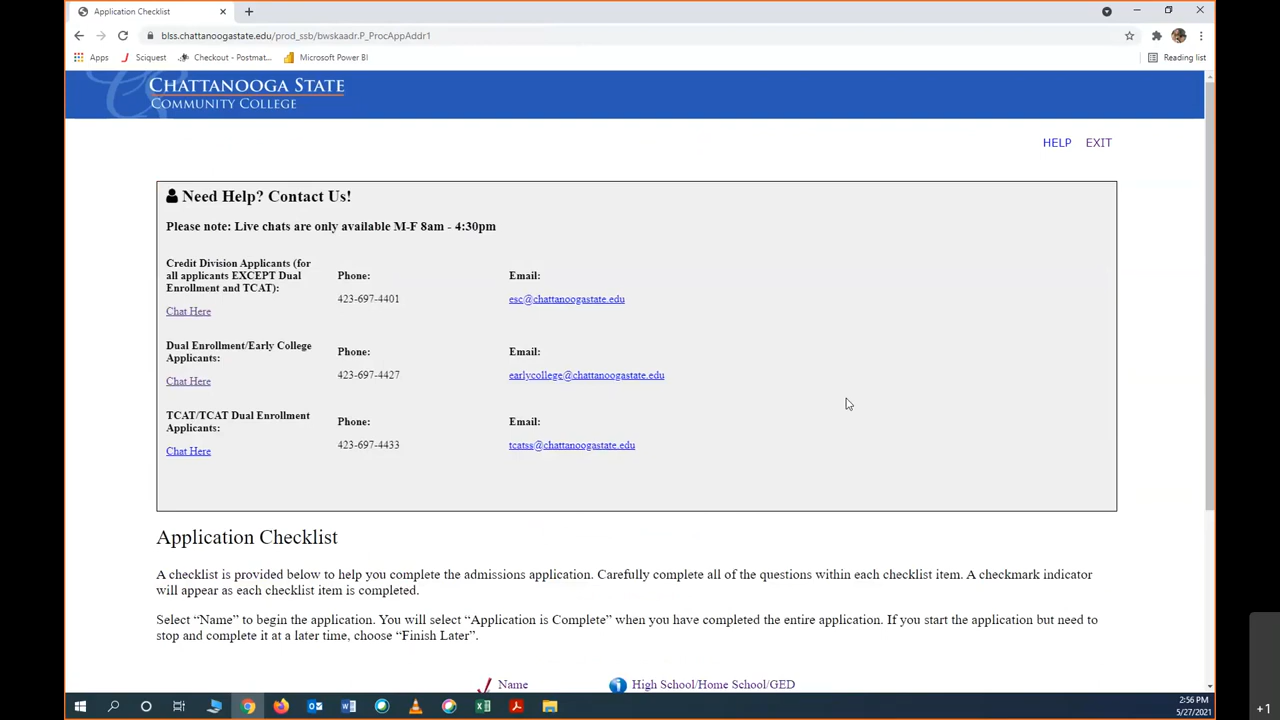 Application Checklist
blss.chattanoogastate.edu/prod_ssb/bwskaadr.P_ProcAppAddr1
Apps Sciquest Checkout - Postmat... Microsoft Power BI Reading list
CHATTANOOGA STATE
COMMUNITY COLLEGE
HELP EXIT
Need Help? Contact Us!
Please note: Live chats are only available M-F 8am - 4:30pm
Credit Division Applicants (for
all applicants EXCEPT Dual
Enrollment and TCAT):
Chat Here
Phone:
423-697-4401
Email:
esc@chattanoogastate.edu
Dual Enrollment/Early College
Applicants:
Chat Here
Phone:
423-697-4427
Email:
earlycollege@chattanoogastate.edu
TCAT/TCAT Dual Enrollment
Applicants:
Chat Here
Phone:
423-697-4433
Email:
tcatss@chattanoogastate.edu
Application Checklist
A checklist is provided below to help you complete the admissions application. Carefully complete all of the questions within each checklist item. A checkmark indicator
will appear as each checklist item is completed.
Select “Name” to begin the application. You will select “Application is Complete” when you have completed the entire application. If you start the application but need to
stop and complete it at a later time, choose “Finish Later”.
Name High School/Home School/GED
2:56 PM
5/27/2021
+1